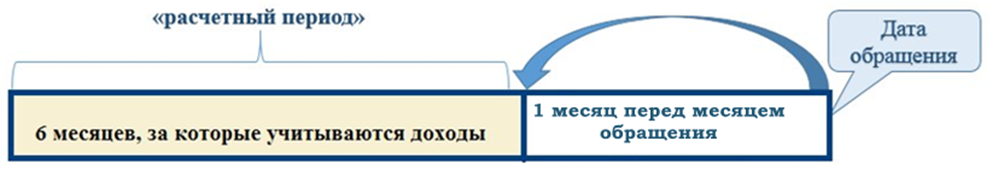 «расчетный период»
Дата
обращения
6 месяцев, за которые учитываются доходы
1 месяц перед месяцем
обращения